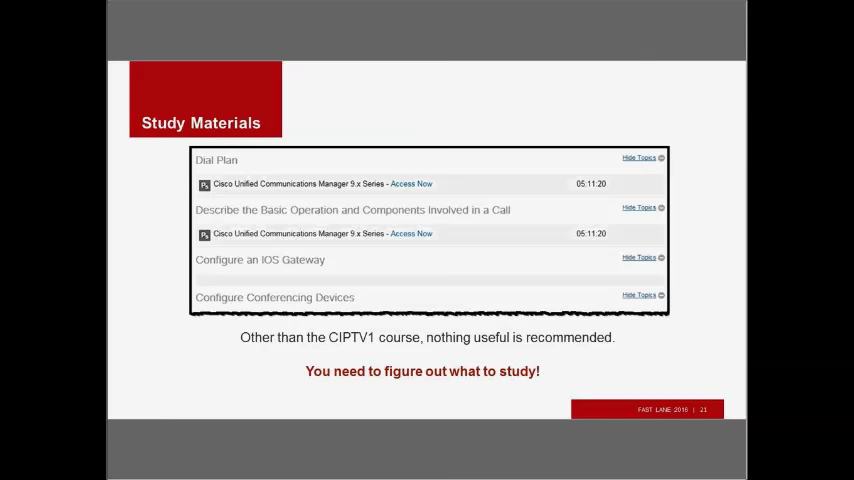 Study Materials
Dial Plan Hide Topics
Ps Cisco Unified Communications Manager 9.x Series - Access Now 05:11:20
Describe the Basic Operation and Components Involved in a Call Hide Topics
Ps Cisco Unified Communications Manager 9.x Series - Access Now 05:11:20
Configure an IOS Gateway Hide Topics
Configure Conferencing Devices Hide Topics
Other than the CIPTV1 course, nothing useful is recommended.
You need to figure out what to study!
FAST LANE 2016 | 21